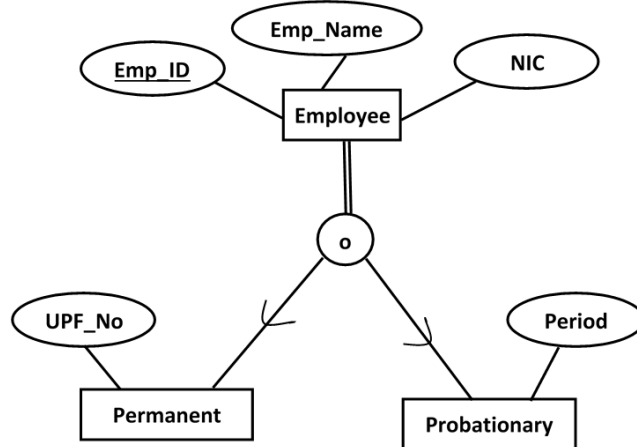 Emp_Name
Emp_ID
NIC
Employee
o
UPF_No
Period
Permanent
Probationary